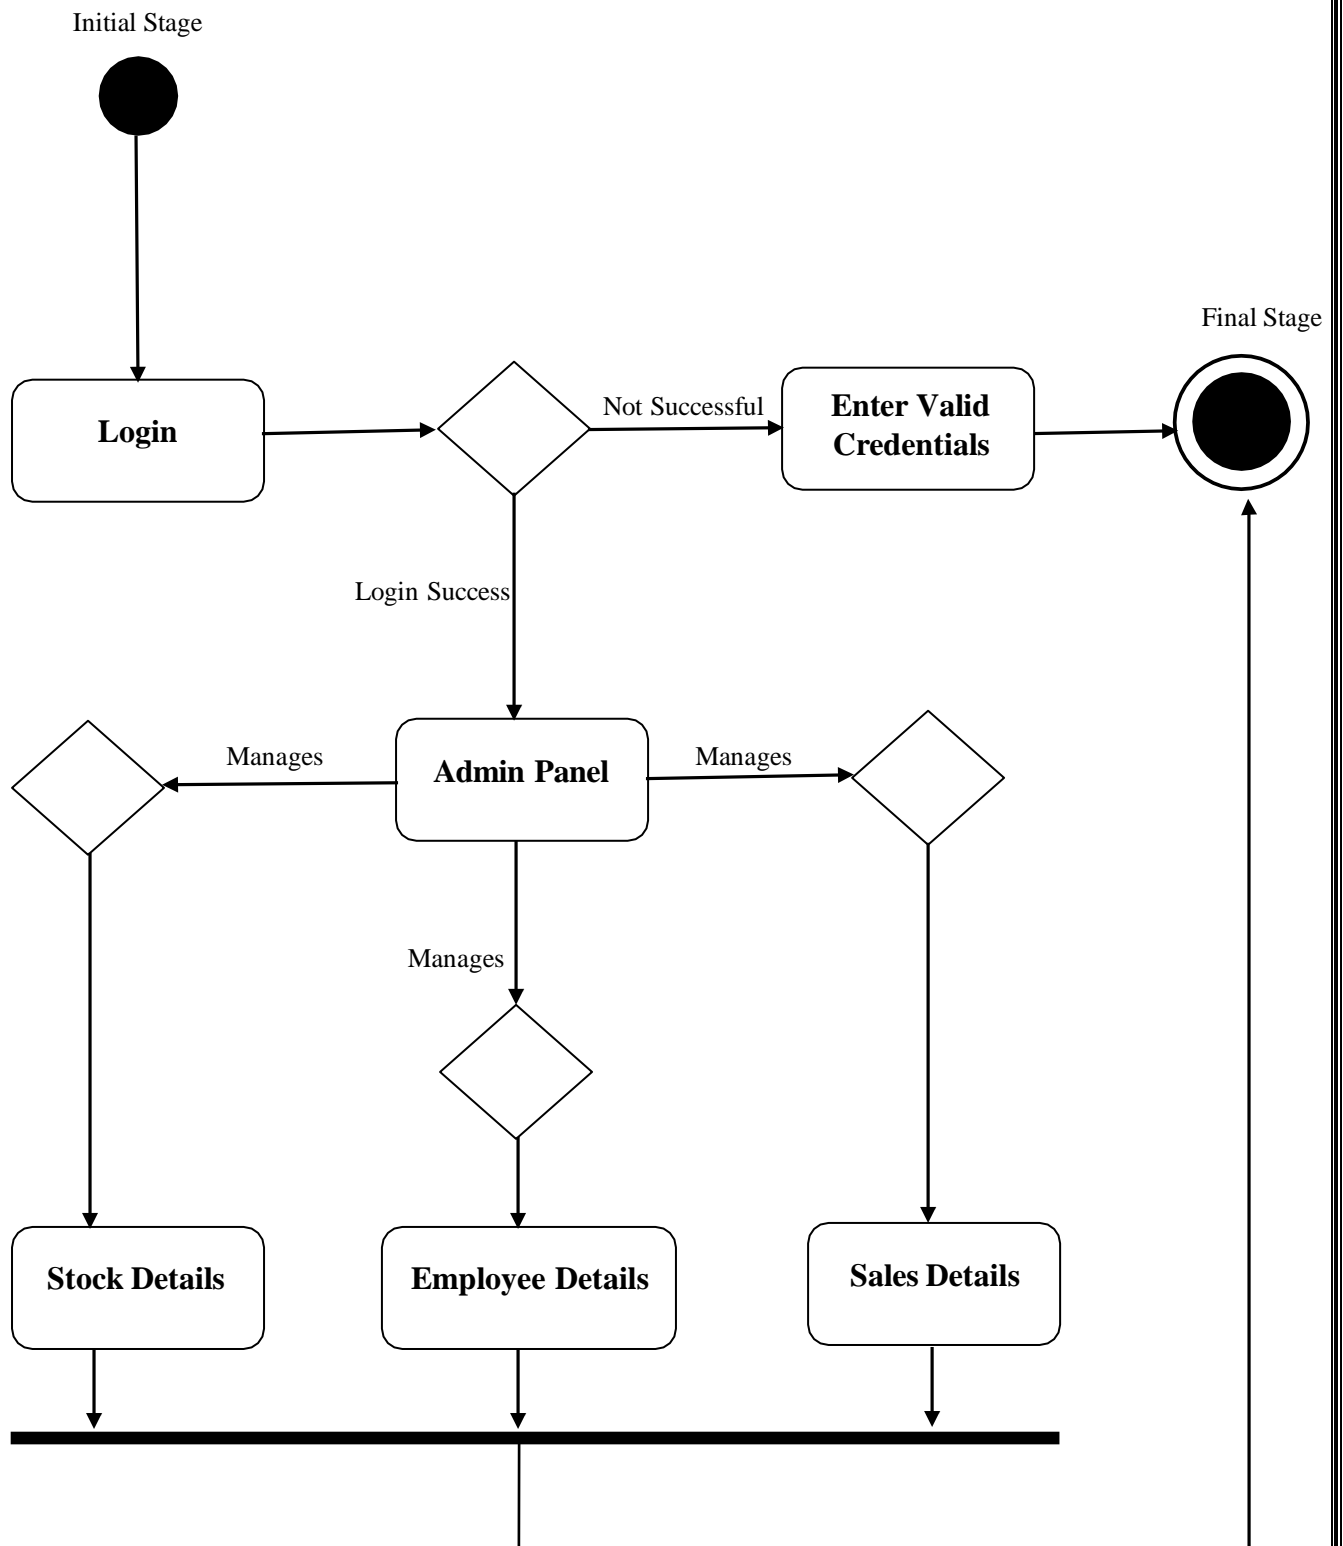 Initial Stage
Final Stage
Login
Not Successful
Enter Valid
Credentials
Login Success
Manages
Admin Panel
Manages
Manages
Stock Details
Employee Details
Sales Details